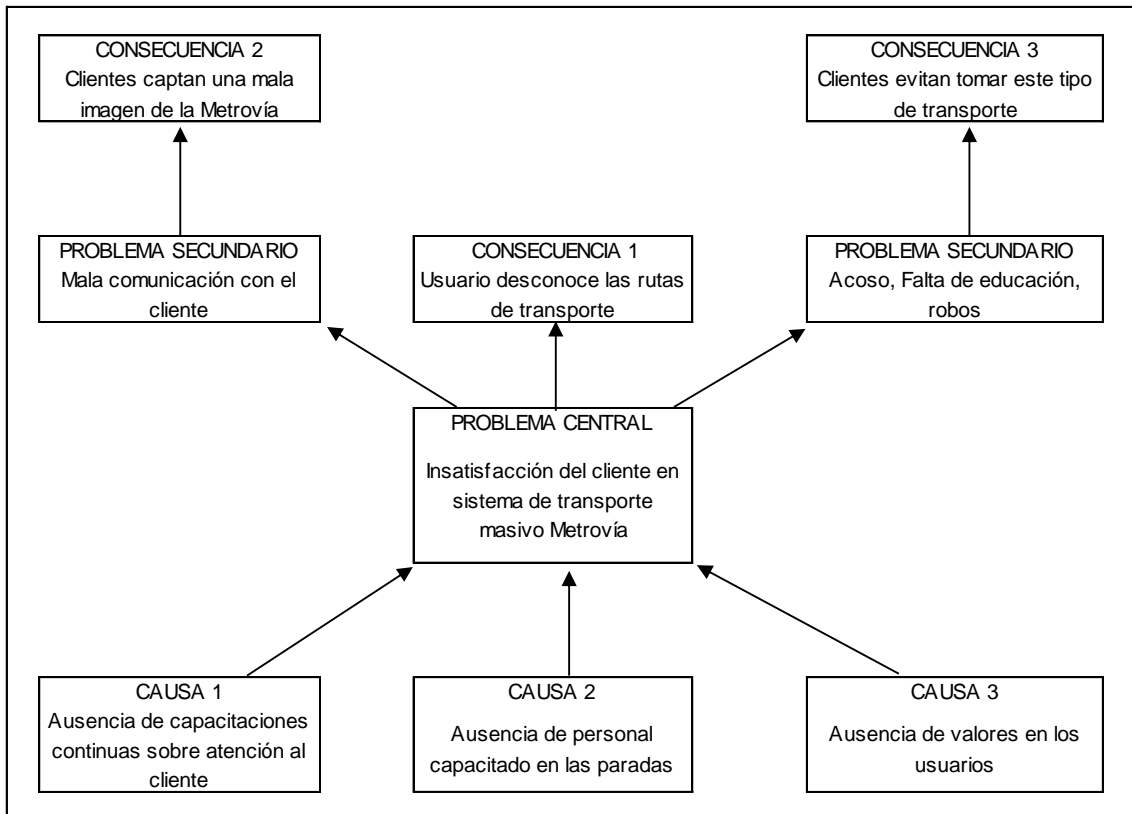 CONSECUENCIA 2
Clientes captan una mala
imagen de la Metrovía
CONSECUENCIA 3
Clientes evitan tomar este tipo
de transporte
PROBLEMA SECUNDARIO
Mala comunicación con el
cliente
CONSECUENCIA 1
Usuario desconoce las rutas
de transporte
PROBLEMA SECUNDARIO
Acoso, Falta de educación,
robos
PROBLEMA CENTRAL
Insatisfacción del cliente en
sistema de transporte
masivo Metrovía
CAUSA 1
Ausencia de capacitaciones
continuas sobre atención al
cliente
CAUSA 2
Ausencia de personal
capacitado en las paradas
CAUSA 3
Ausencia de valores en los
usuarios